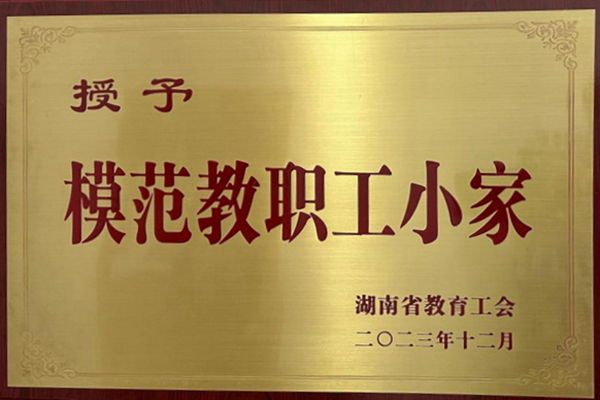 授予
模范教职工小家
湖南省教育工会
二〇二三年十二月